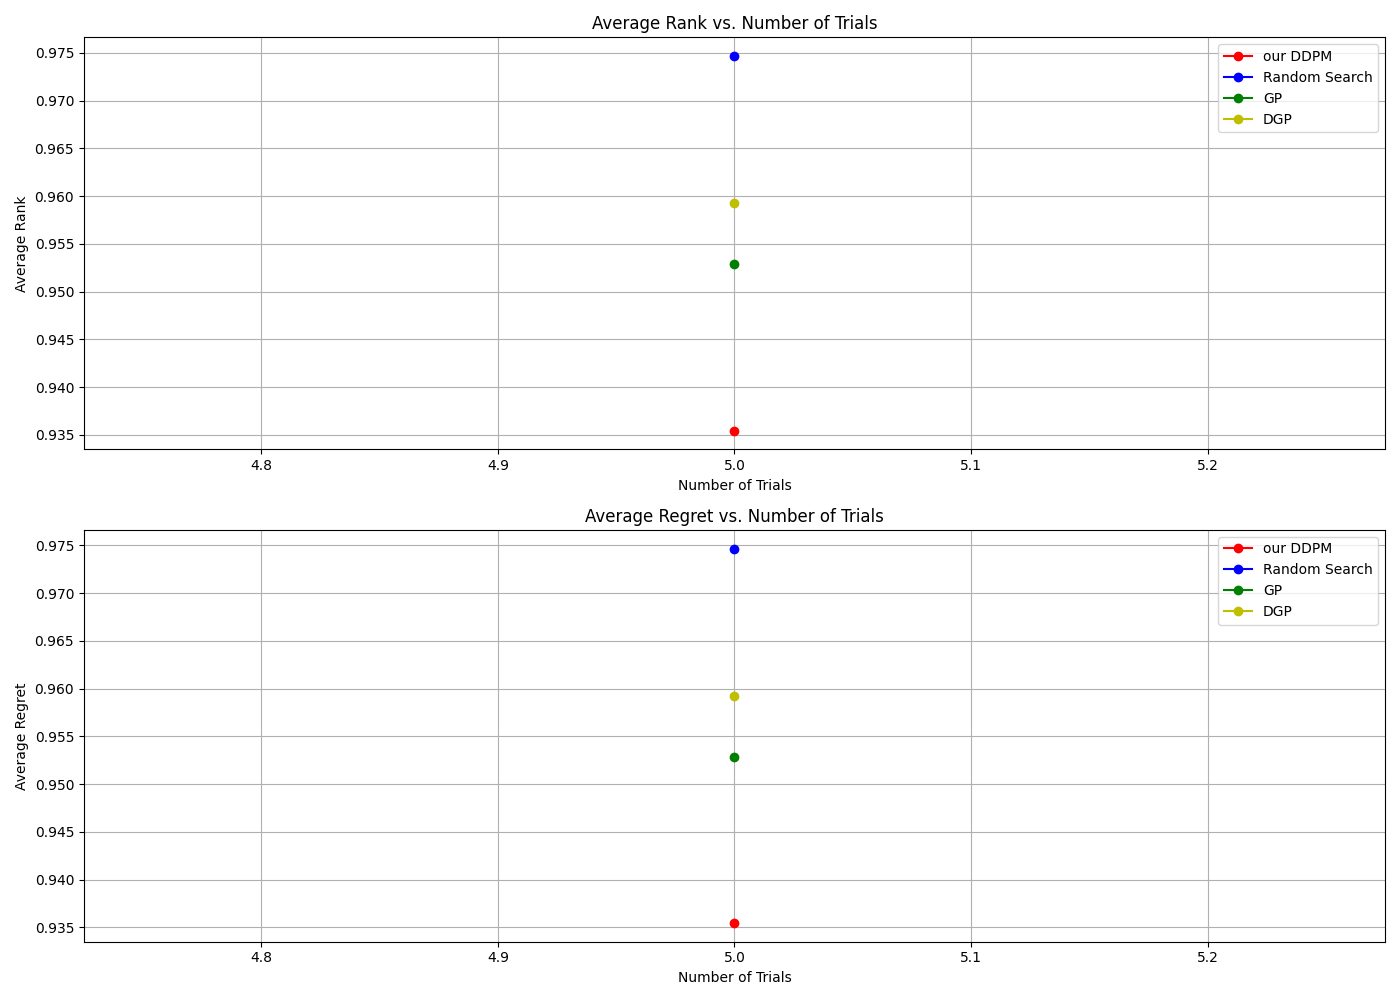 Average Rank vs. Number of Trials
0.975
0.970
0.965
0.960
0.955
0.950
0.945
0.940
0.935
Average Rank
our DDPM
Random Search
GP
DGP
4.8 4.9 5.0 5.1 5.2
Number of Trials
Average Regret vs. Number of Trials
0.975
0.970
0.965
0.960
0.955
0.950
0.945
0.940
0.935
Average Regret
our DDPM
Random Search
GP
DGP
4.8 4.9 5.0 5.1 5.2
Number of Trials